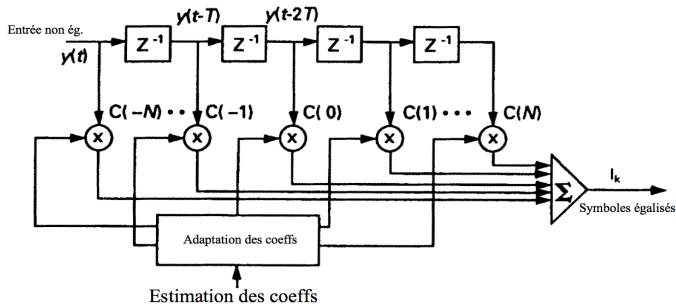 Entrée non ég.
y(t)
y(t-T)
y(t-2T)
Z⁻¹ Z⁻¹ Z⁻¹ Z⁻¹
C(-N) · · C(-1) C(0) C(1) · · · C(N)
X X X X X
Σ
Iₖ
Symboles égalisés
Adaptation des coeffs
Estimation des coeffs